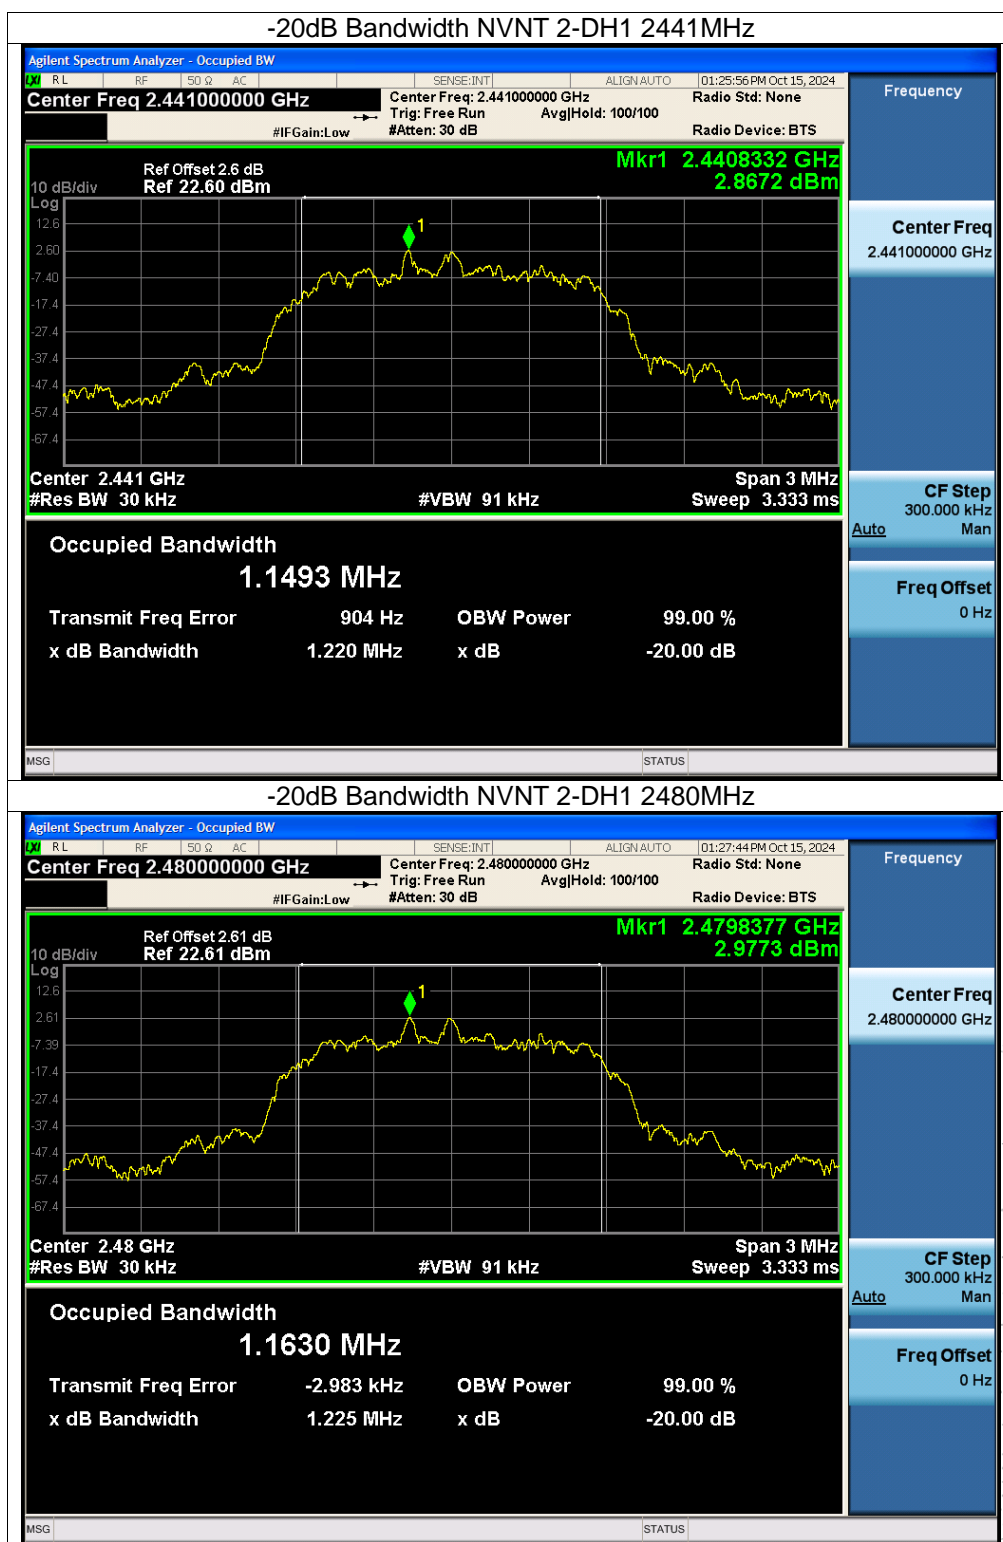 -20dB Bandwidth NVNT 2-DH1 2441MHz
Agilent Spectrum Analyzer - Occupied BW
LXI RL RF 50 Ω AC SENSE:INT ALIGN AUTO 01:25:56 PM Oct 15, 2024
Center Freq 2.441000000 GHz
Center Freq: 2.441000000 GHz
Radio Std: None
Trig: Free Run Avg|Hold: 100/100
#IFGain:Low #Atten: 30 dB Radio Device: BTS
Frequency
Mkr1 2.4408332 GHz
2.8672 dBm
Ref Offset 2.6 dB
10 dB/div Ref 22.60 dBm
Log
1
12.6
2.60
-7.40
-17.4
-27.4
-37.4
-47.4
-57.4
-67.4
Center 2.441 GHz Span 3 MHz
#Res BW 30 kHz #VBW 91 kHz Sweep 3.333 ms
Center Freq
2.441000000 GHz
CF Step
300.000 kHz
Auto Man
Freq Offset
0 Hz
Occupied Bandwidth
1.1493 MHz
Transmit Freq Error 904 Hz OBW Power 99.00 %
x dB Bandwidth 1.220 MHz x dB -20.00 dB
MSG STATUS
-20dB Bandwidth NVNT 2-DH1 2480MHz
Agilent Spectrum Analyzer - Occupied BW
LXI RL RF 50 Ω AC SENSE:INT ALIGN AUTO 01:27:44 PM Oct 15, 2024
Center Freq 2.480000000 GHz
Center Freq: 2.480000000 GHz
Radio Std: None
Trig: Free Run Avg|Hold: 100/100
#IFGain:Low #Atten: 30 dB Radio Device: BTS
Frequency
Mkr1 2.4798377 GHz
2.9773 dBm
Ref Offset 2.61 dB
10 dB/div Ref 22.61 dBm
Log
1
12.6
2.61
-7.39
-17.4
-27.4
-37.4
-47.4
-57.4
-67.4
Center 2.48 GHz Span 3 MHz
#Res BW 30 kHz #VBW 91 kHz Sweep 3.333 ms
Center Freq
2.480000000 GHz
CF Step
300.000 kHz
Auto Man
Freq Offset
0 Hz
Occupied Bandwidth
1.1630 MHz
Transmit Freq Error -2.983 kHz OBW Power 99.00 %
x dB Bandwidth 1.225 MHz x dB -20.00 dB
MSG STATUS